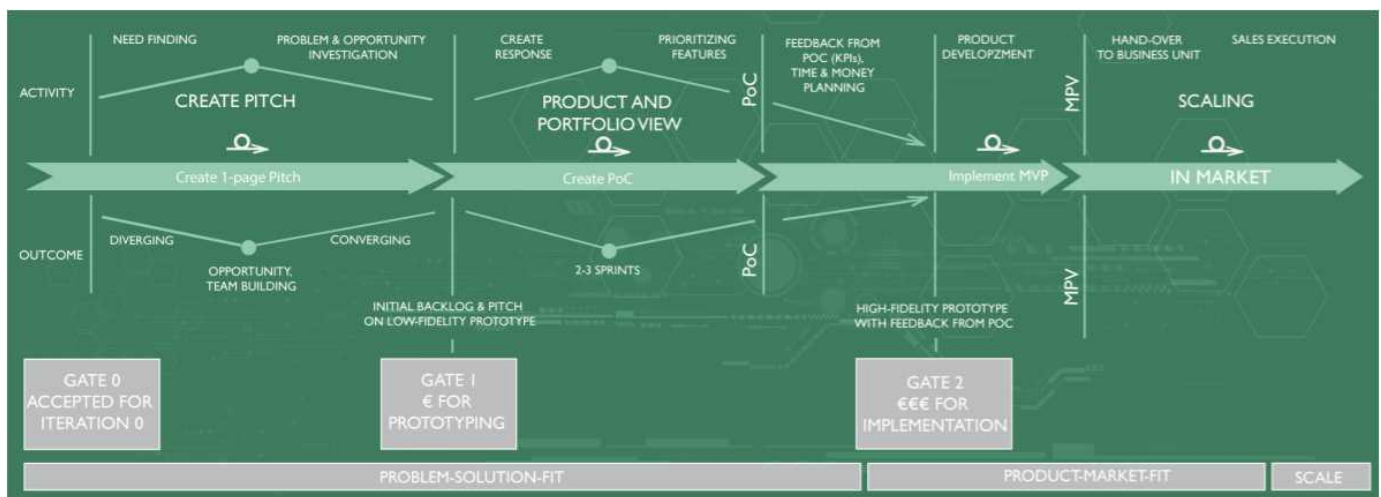 NEED FINDING
PROBLEM & OPPORTUNITY
INVESTIGATION
CREATE
RESPONSE
PRIORITIZING
FEATURES
FEEDBACK FROM
POC (KPIs),
TIME & MONEY
PLANNING
PRODUCT
DEVELOPZMENT
HAND-OVER
TO BUSINESS UNIT
SALES EXECUTION
ACTIVITY
CREATE PITCH
PRODUCT AND
PORTFOLIO VIEW
PoC
MPV
SCALING
Create 1-page Pitch
Create PoC
Implement MVP
IN MARKET
OUTCOME
DIVERGING
CONVERGING
OPPORTUNITY,
TEAM BUILDING
2-3 SPRINTS
PoC
MPV
INITIAL BACKLOG & PITCH
ON LOW-FIDELITY PROTOTYPE
HIGH-FIDELITY PROTOTYPE
WITH FEEDBACK FROM POC
GATE 0
ACCEPTED FOR
ITERATION 0
GATE 1
€ FOR
PROTOTYPING
GATE 2
€€€ FOR
IMPLEMENTATION
PROBLEM-SOLUTION-FIT
PRODUCT-MARKET-FIT
SCALE